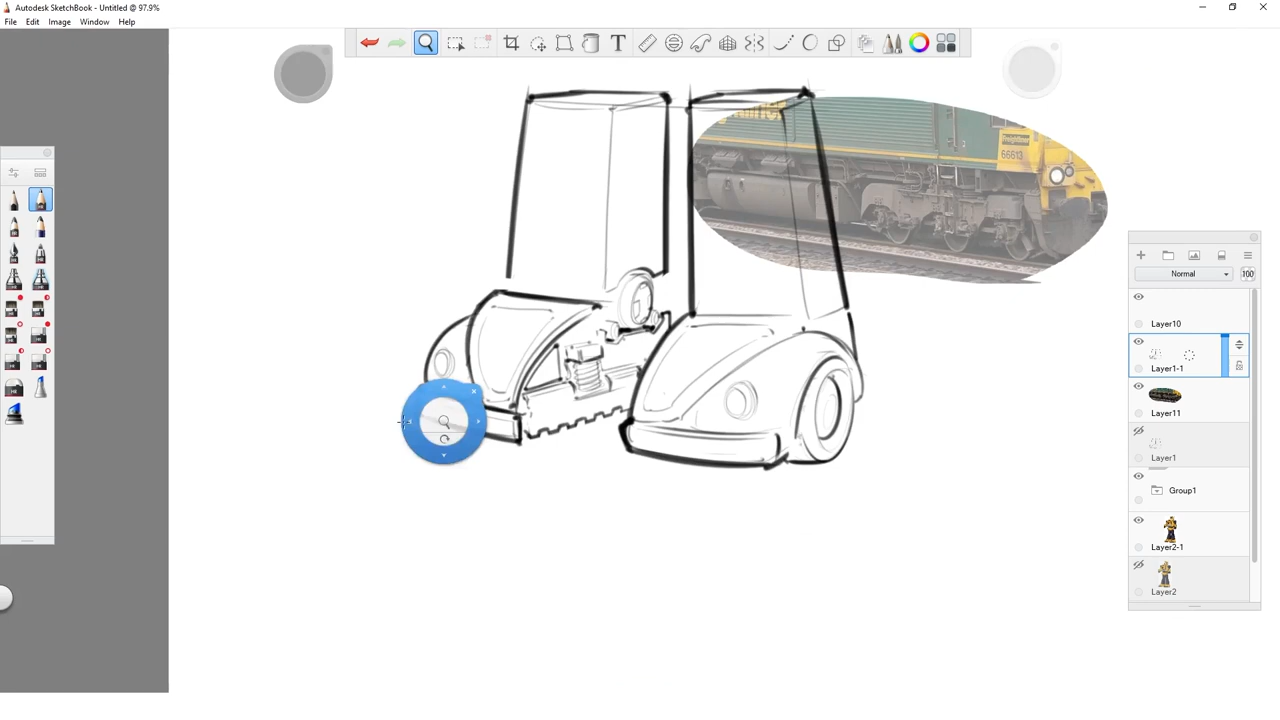 Autodesk SketchBook - Untitled @ 97.9%
File Edit Image Window Help
66613
Normal
100
Layer10
Layer1-1
Layer11
Layer1
Group1
Layer2-1
Layer2